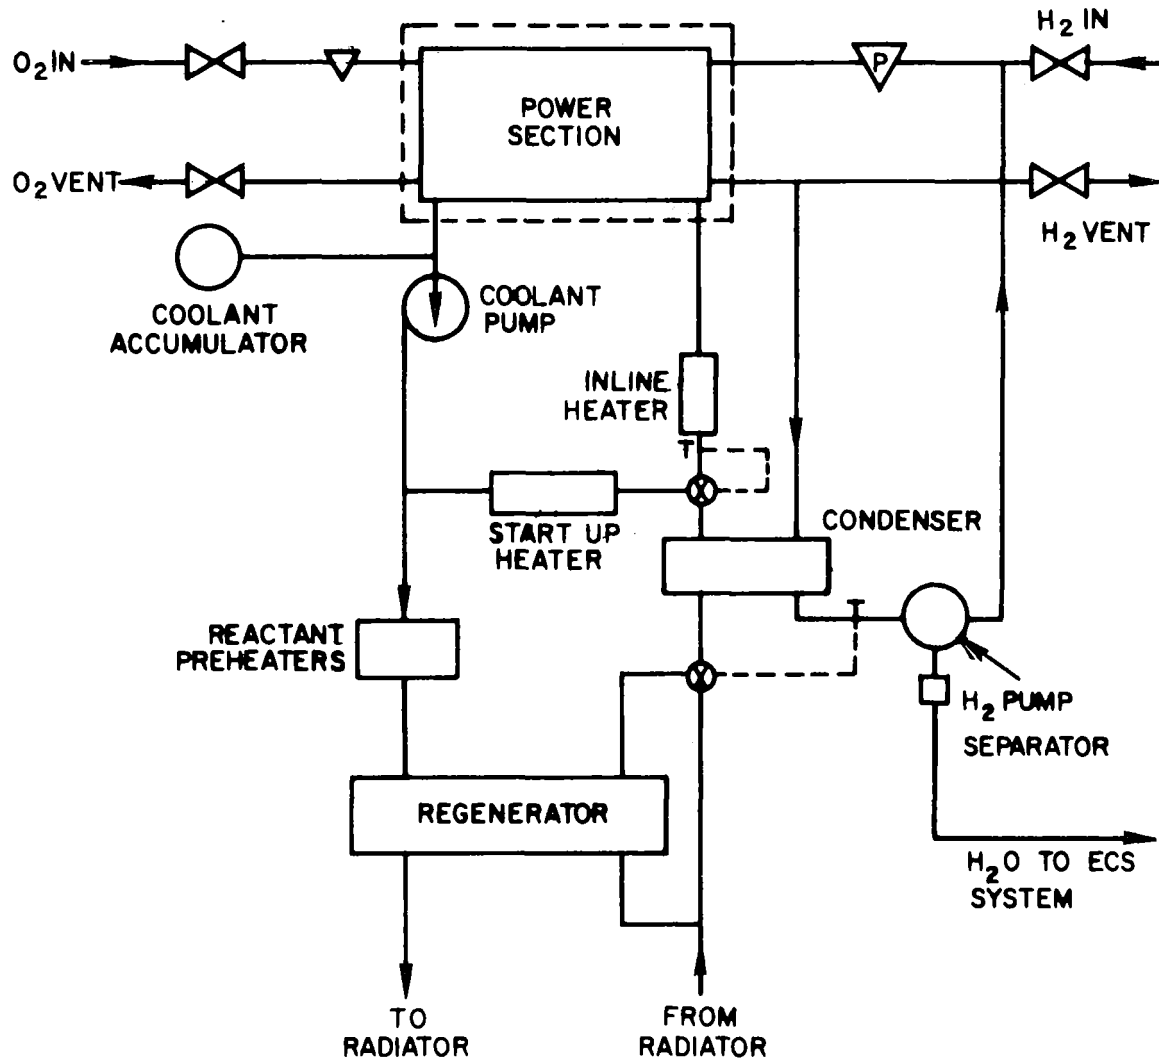 O2 IN
H2 IN
P
POWER
SECTION
O2 VENT
H2 VENT
COOLANT
ACCUMULATOR
COOLANT
PUMP
INLINE
HEATER
T
START UP
HEATER
CONDENSER
T
REACTANT
PREHEATERS
H2 PUMP
SEPARATOR
REGENERATOR
H2O TO ECS
SYSTEM
TO
RADIATOR
FROM
RADIATOR